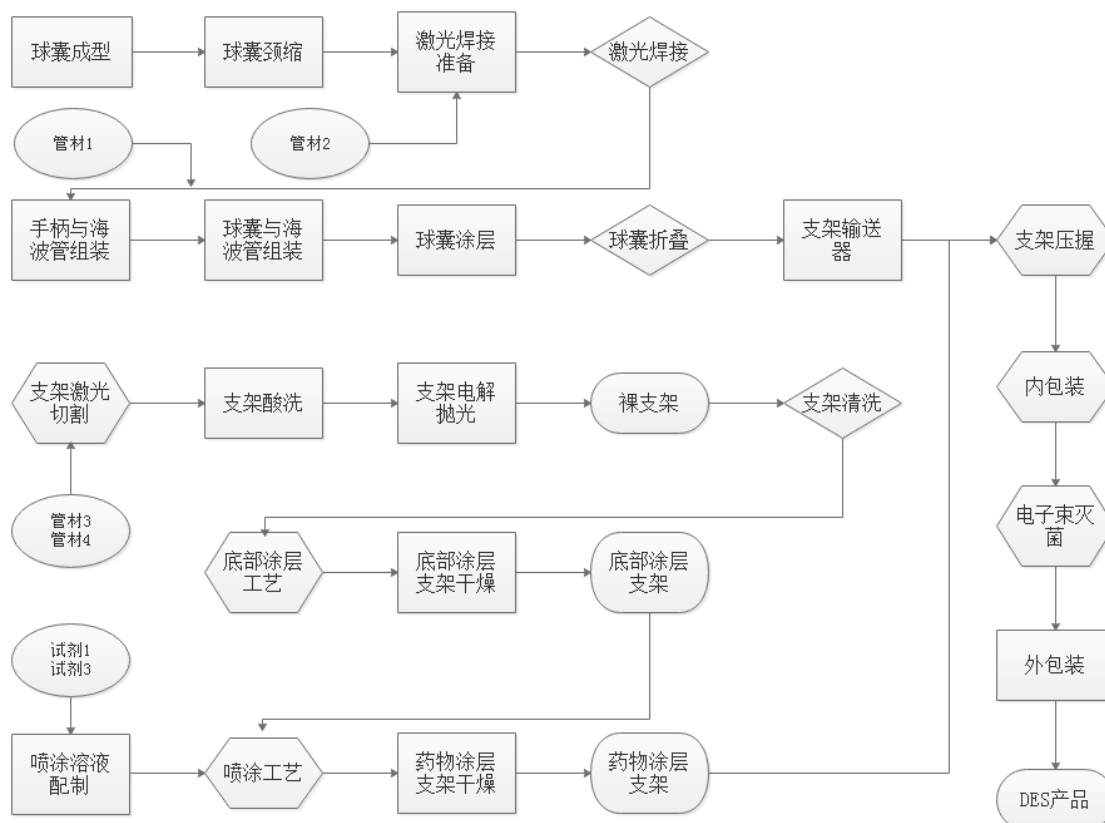 球囊成型
球囊颈缩
激光焊接
准备
激光焊接
管材1
管材2
手柄与海
波管组装
球囊与海
波管组装
球囊涂层
球囊折叠
支架输送
器
支架压握
支架激光
切割
支架酸洗
支架电解
抛光
裸支架
支架清洗
内包装
管材3
管材4
电子束灭
菌
底部涂层
工艺
底部涂层
支架干燥
底部涂层
支架
试剂1
试剂3
外包装
喷涂溶液
配制
喷涂工艺
药物涂层
支架干燥
药物涂层
支架
DES产品